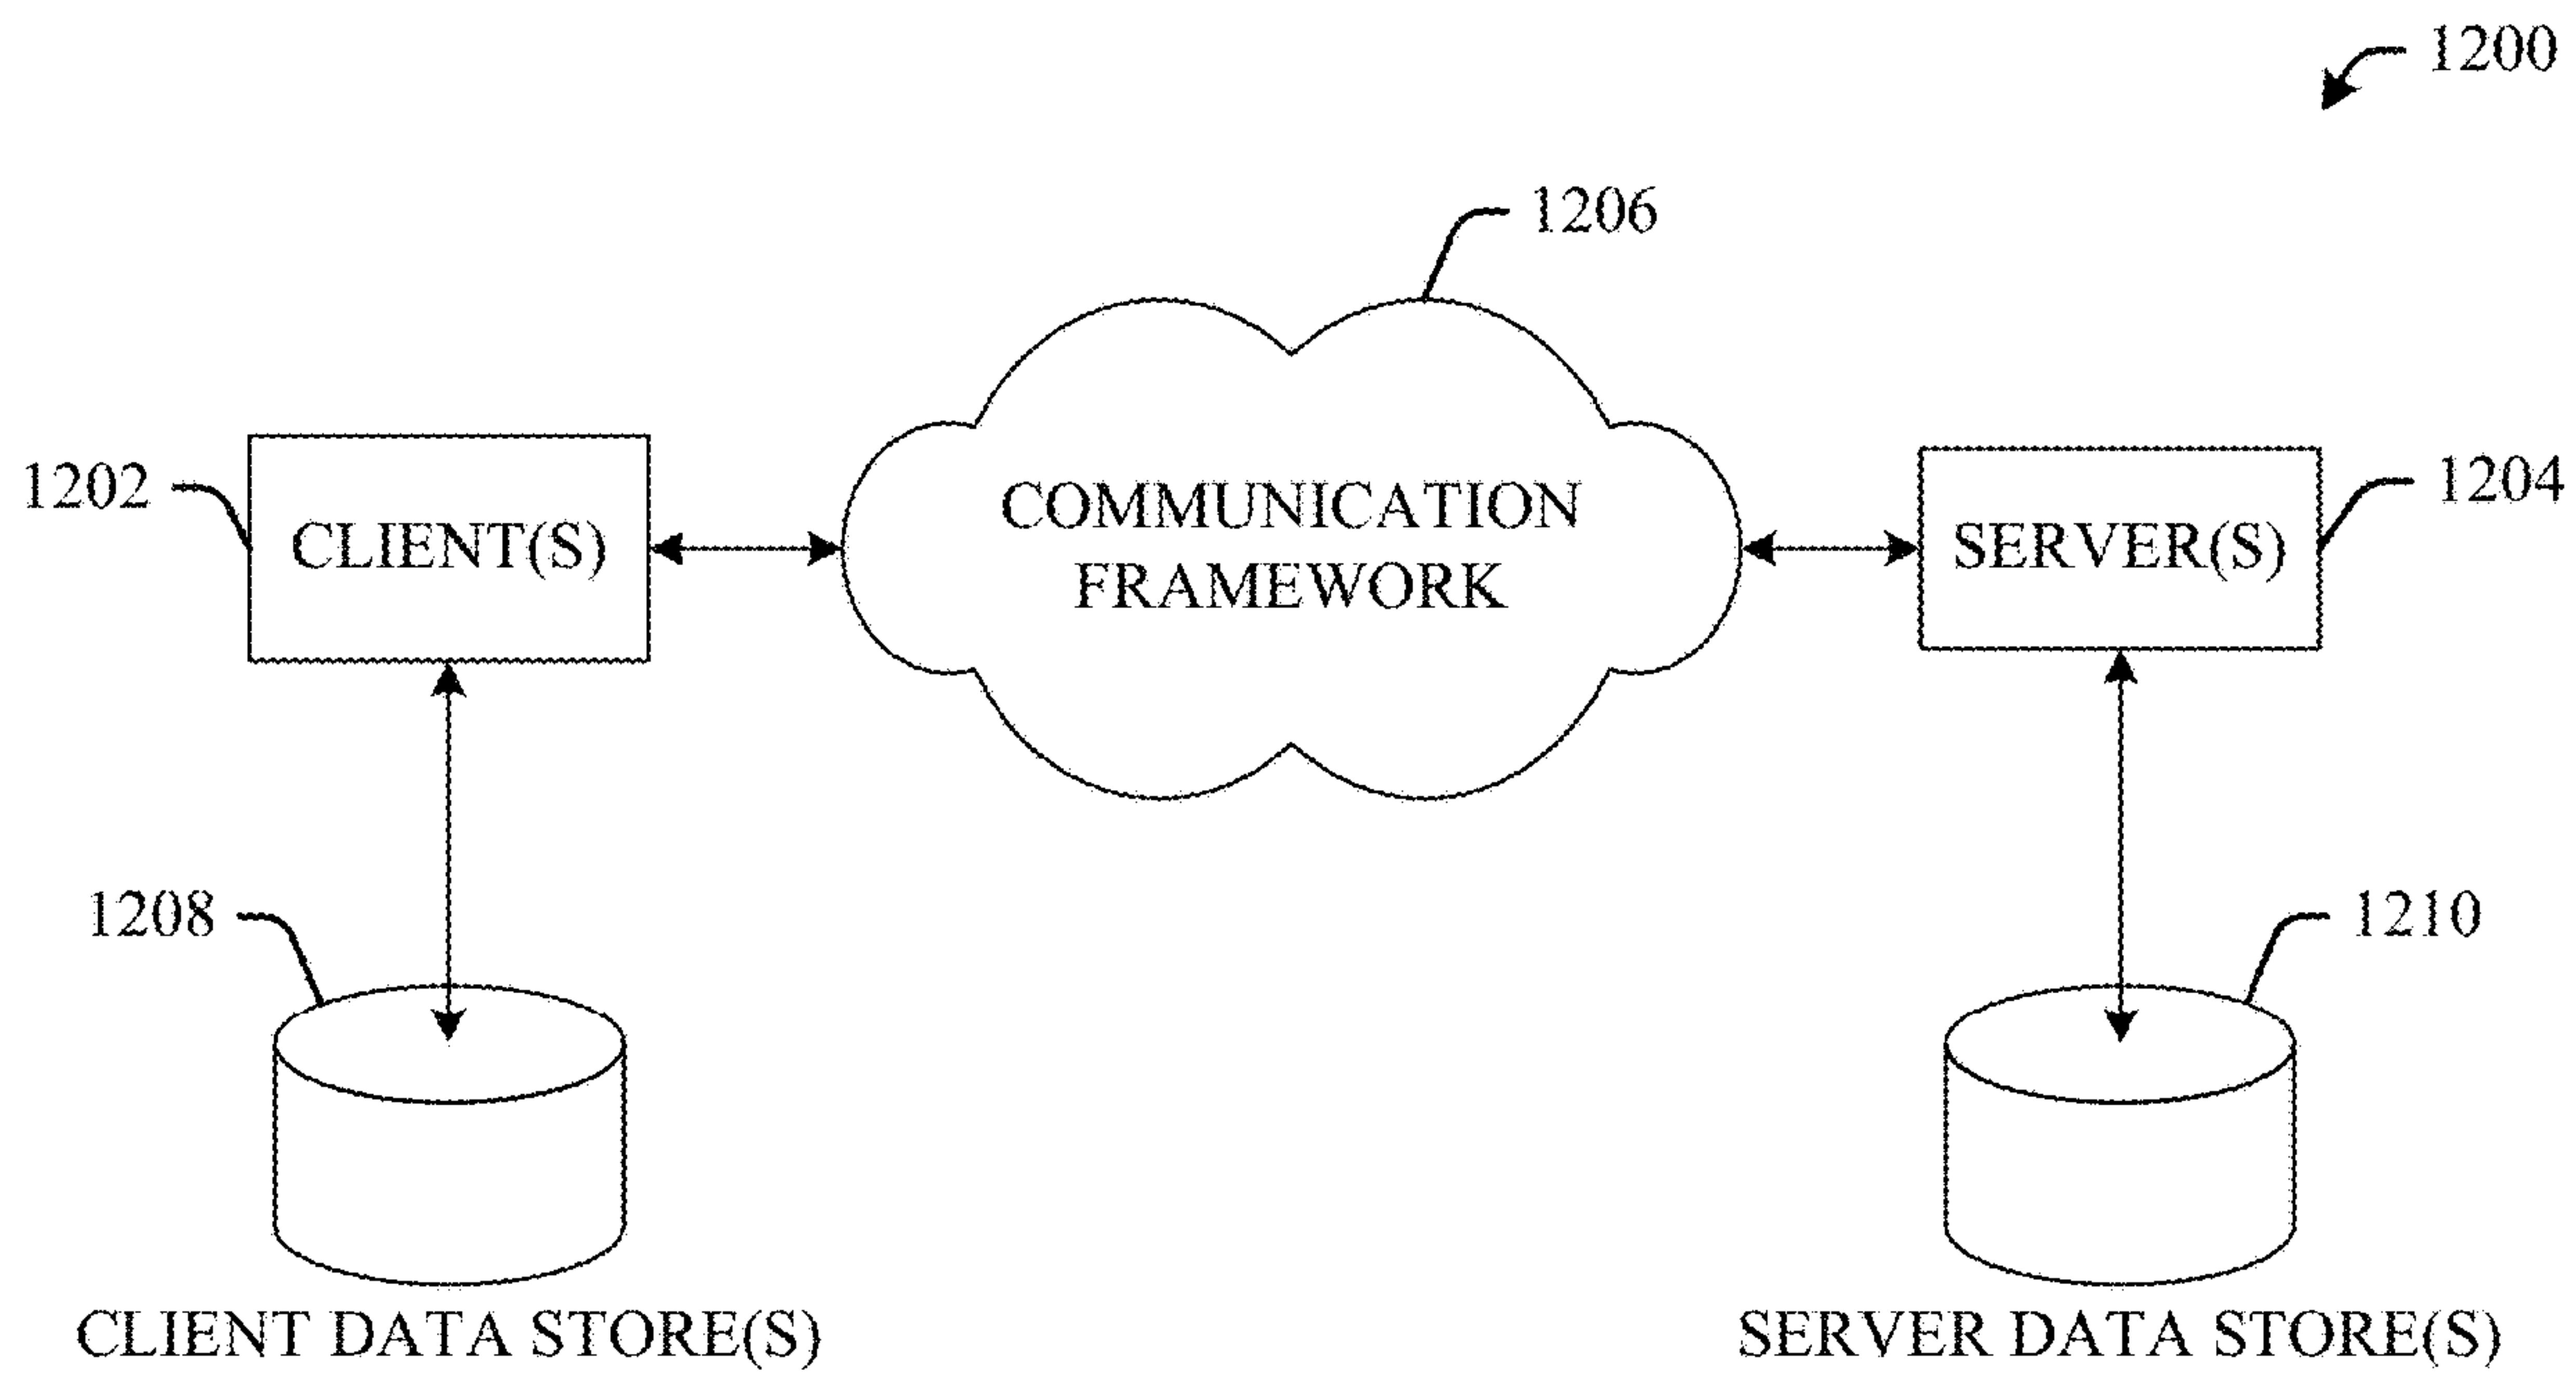 1200
1206
1202
CLIENT(S)
COMMUNICATION
FRAMEWORK
SERVER(S)
1204
1208
1210
CLIENT DATA STORE(S)
SERVER DATA STORE(S)